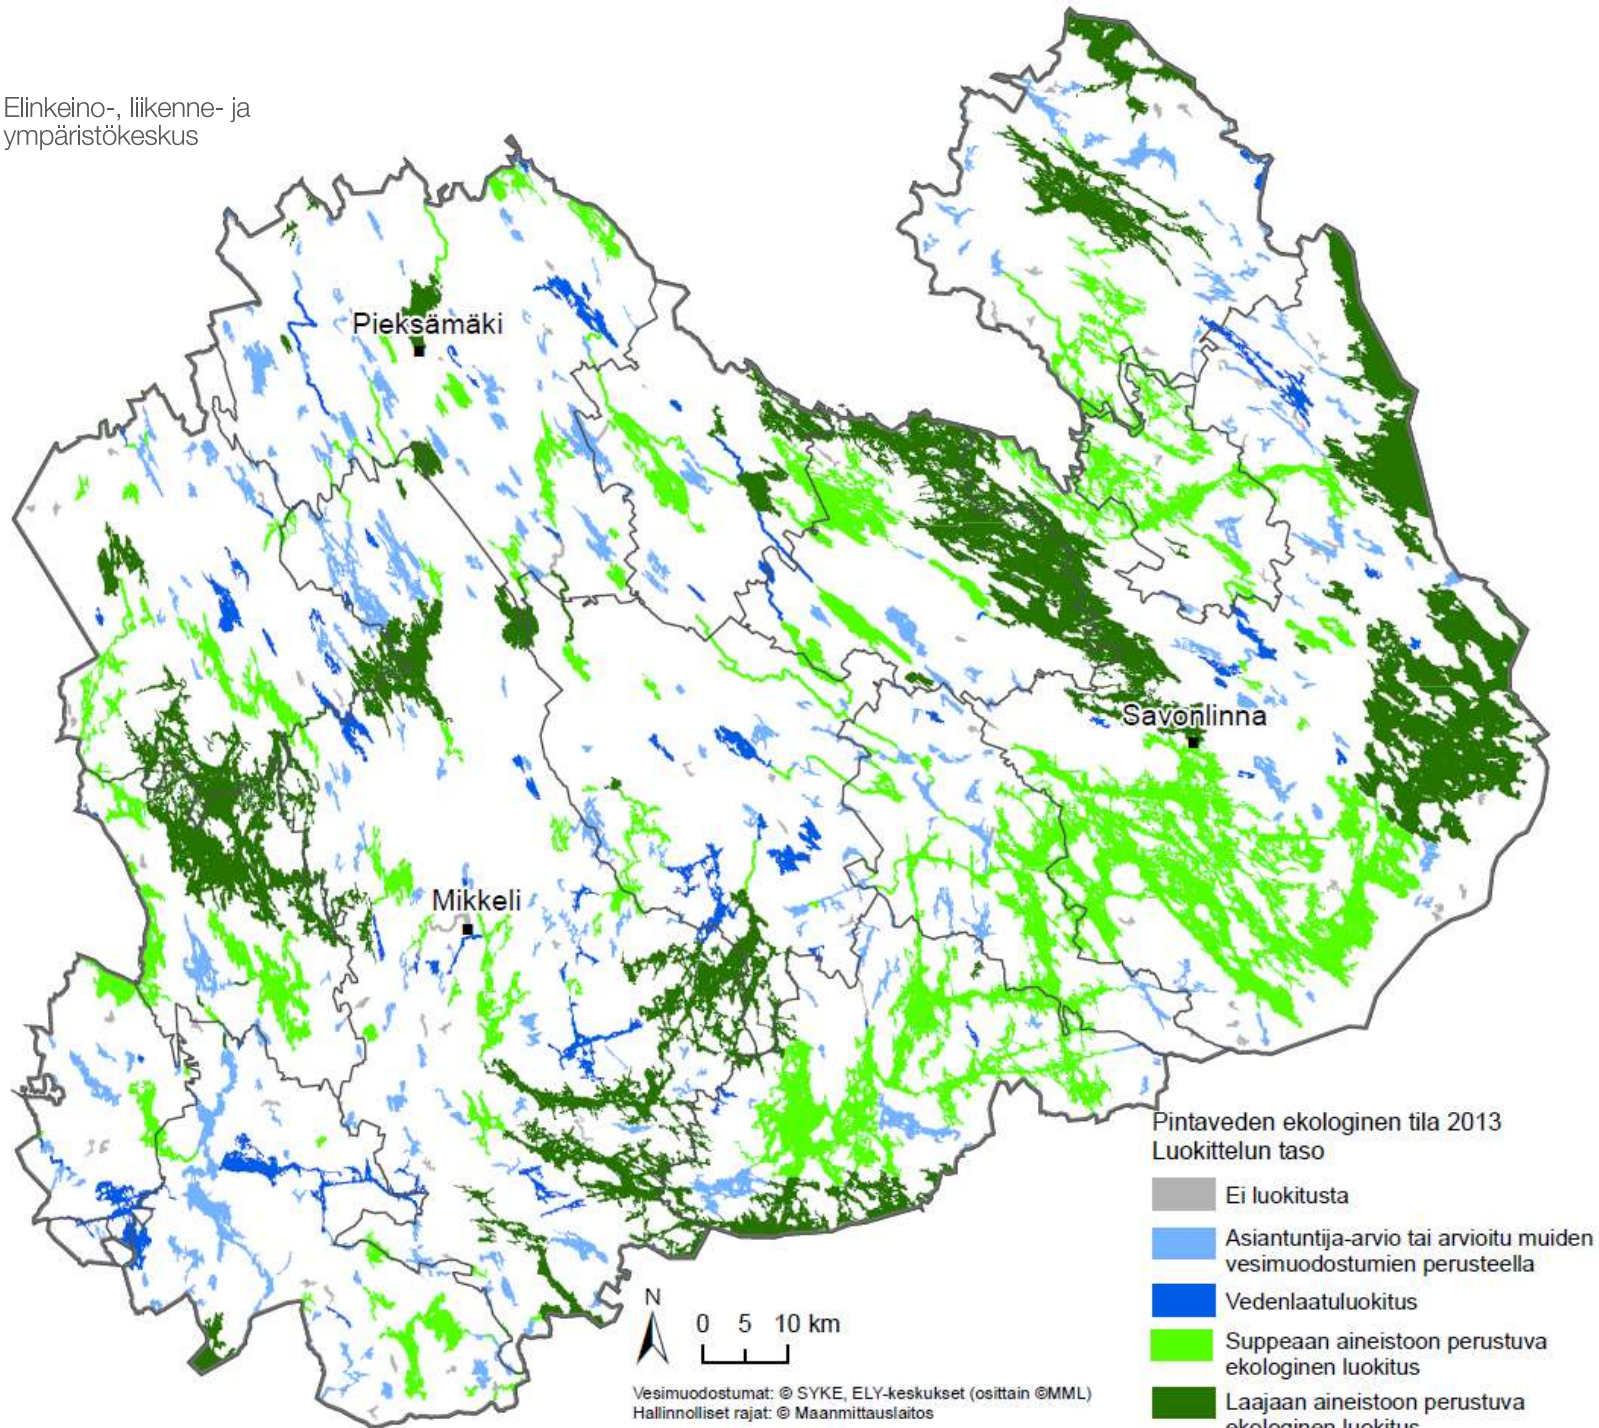 Elinkeino-, liikenne- ja
ympäristökeskus
Pieksämäki
Savonlinna
Mikkeli
Pintaveden ekologinen tila 2013
Luokittelun taso
Ei luokitusta
Asiantuntija-arvio tai arvioitu muiden
vesimuodostumien perusteella
Vedenlaatuluokitus
Suppeaan aineistoon perustuva
ekologinen luokitus
Laajaan aineistoon perustuva
ekologinen luokitus
N
0 5 10 km
Vesimuodostumat: © SYKE, ELY-keskukset (osittain ©MML)
Hallinnolliset rajat: © Maanmittauslaitos